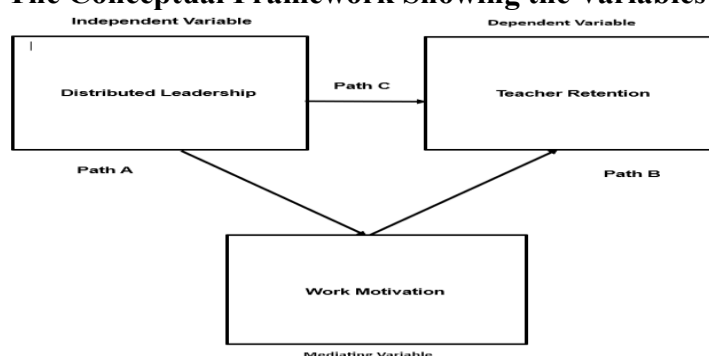 The Conceptual Framework Showing the Variables
Independent Variable
Dependent Variable
Distributed Leadership
Path C
Teacher Retention
Path A
Path B
Work Motivation
Mediating Variable